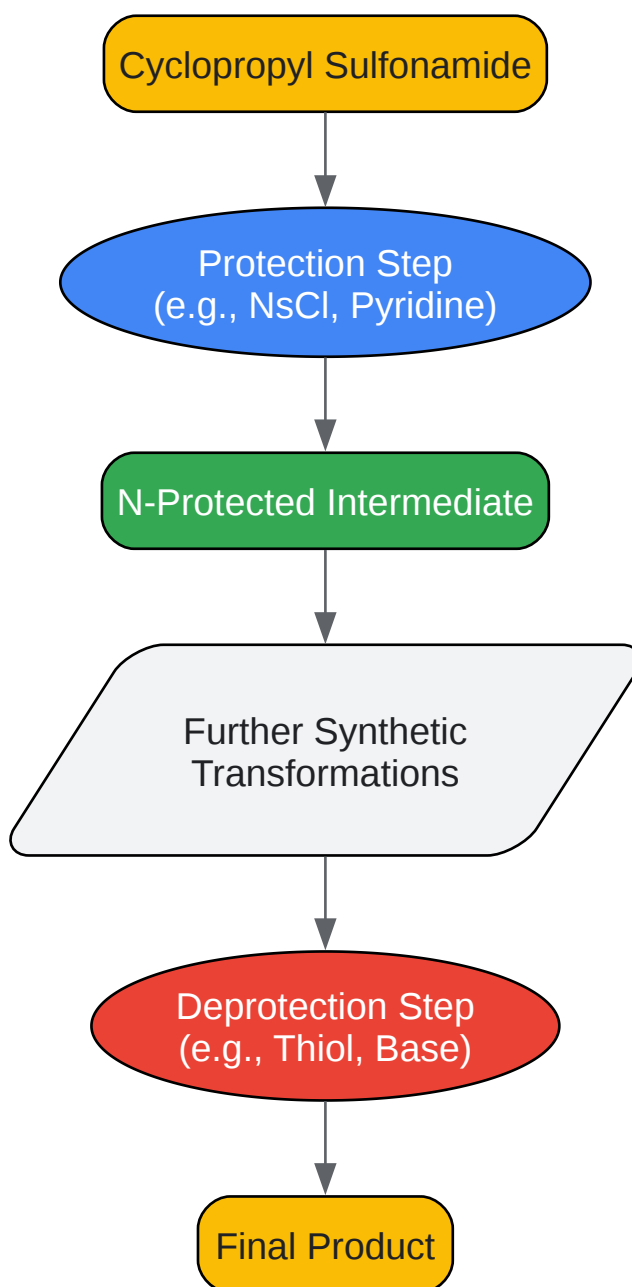 Cyclopropyl Sulfonamide
Protection Step
(e.g., NsCl, Pyridine)
N-Protected Intermediate
Further Synthetic
Transformations
Deprotection Step
(e.g., Thiol, Base)
Final Product